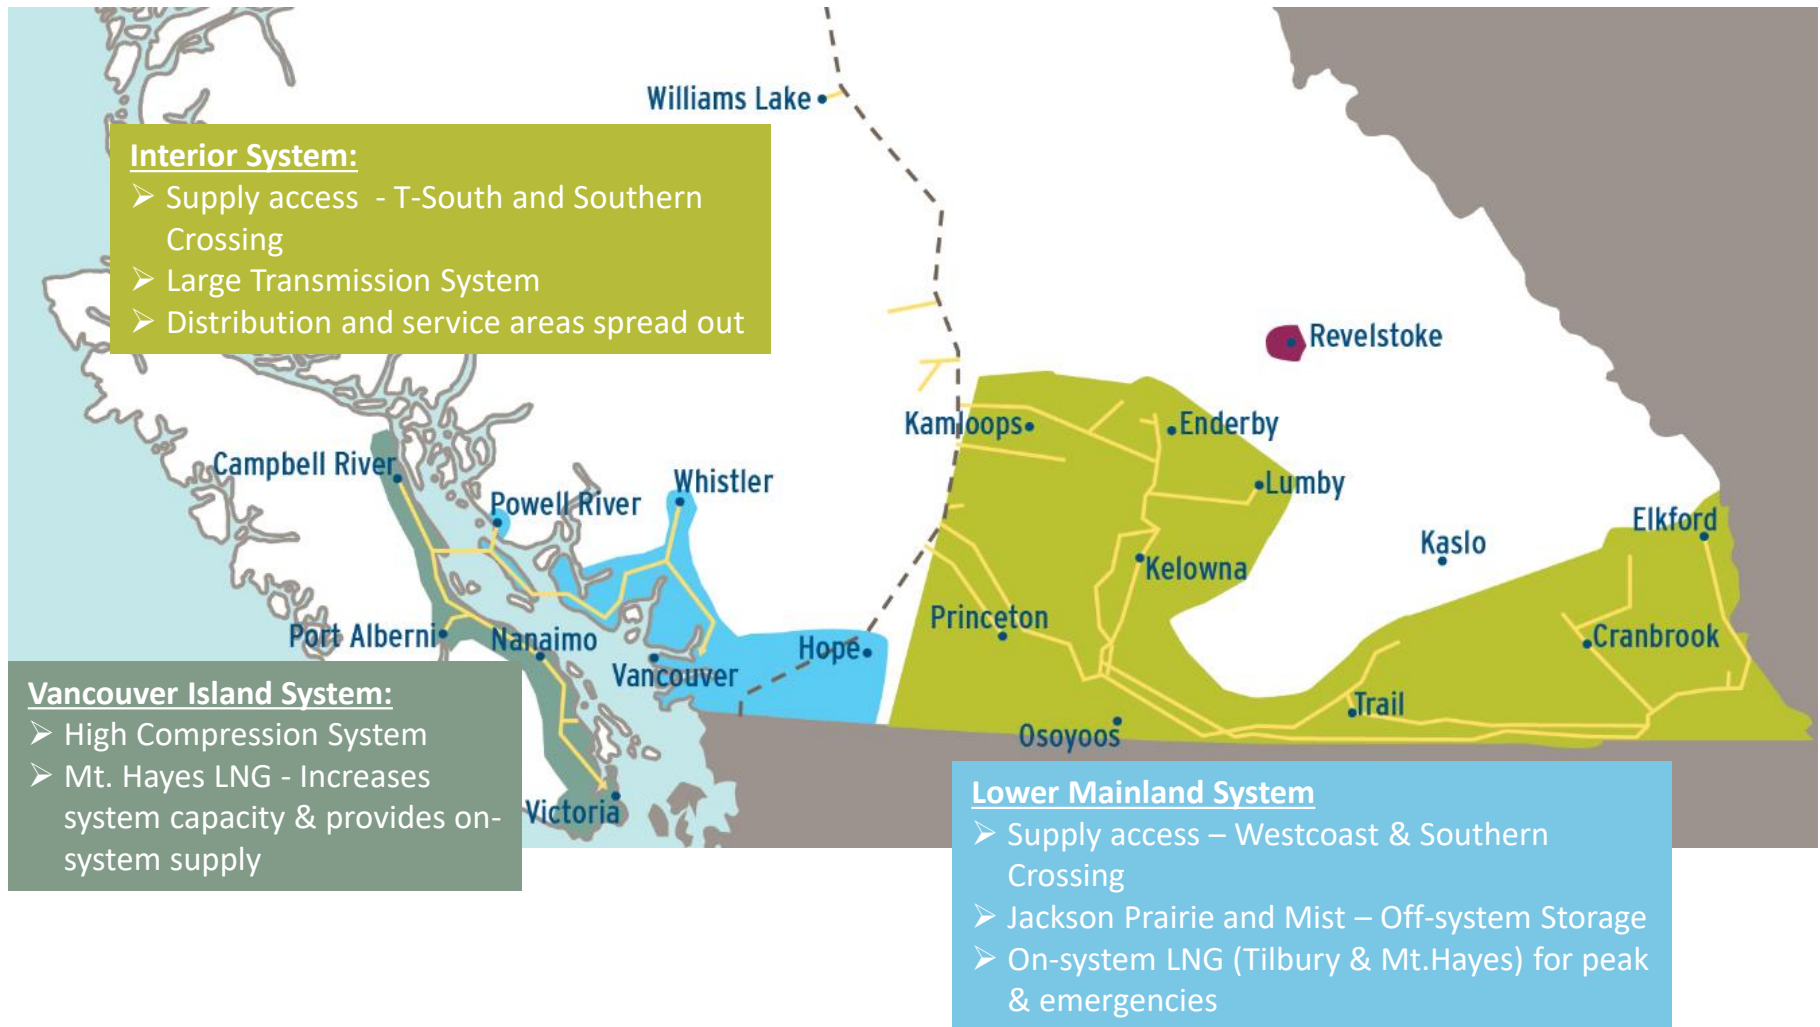 Williams Lake
Interior System:
➢ Supply access - T-South and Southern
Crossing
➢ Large Transmission System
➢ Distribution and service areas spread out
Revelstoke
Kamloops
Enderby
Campbell River
Powell River
Whistler
Lumby
Elkford
Kaslo
Kelowna
Princeton
Port Alberni
Nanaimo
Hope
Cranbrook
Vancouver
Trail
Osoyoos
Victoria
Vancouver Island System:
➢ High Compression System
➢ Mt. Hayes LNG - Increases
system capacity & provides on-
system supply
Lower Mainland System
➢ Supply access – Westcoast & Southern
Crossing
➢ Jackson Prairie and Mist – Off-system Storage
➢ On-system LNG (Tilbury & Mt.Hayes) for peak
& emergencies